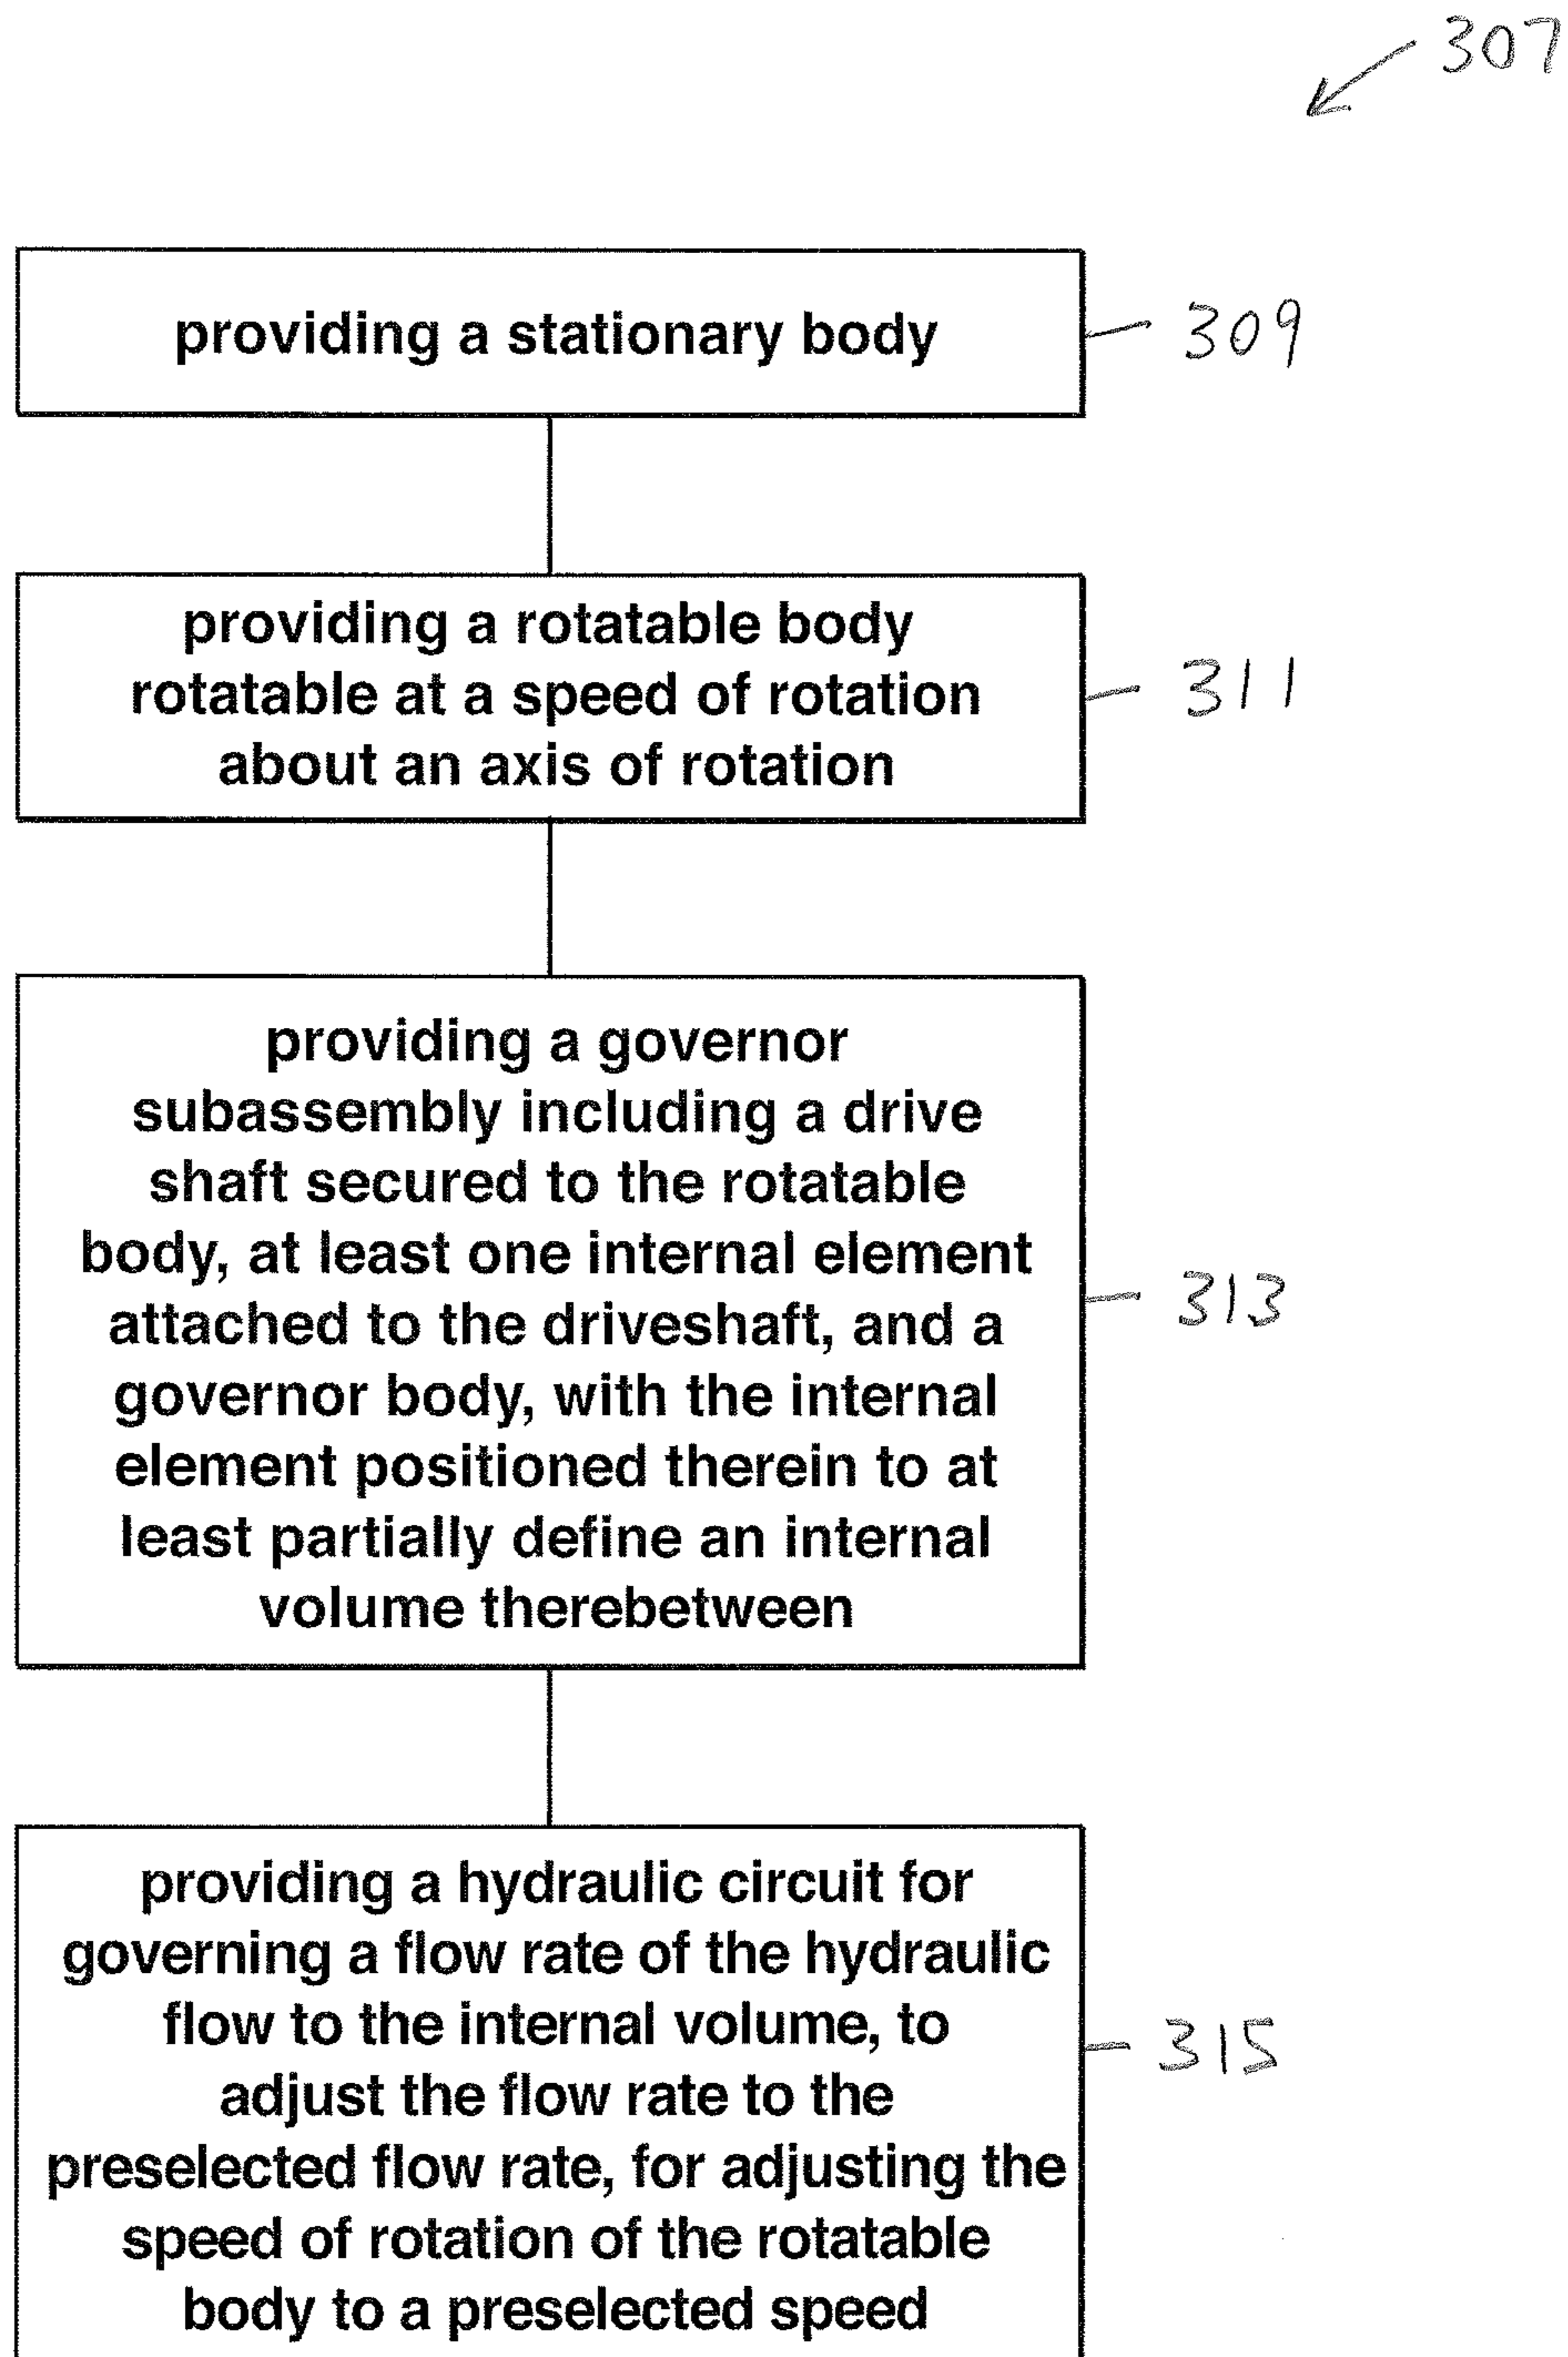 307
providing a stationary body
309
providing a rotatable body
rotatable at a speed of rotation
about an axis of rotation
311
providing a governor
subassembly including a drive
shaft secured to the rotatable
body, at least one internal element
attached to the driveshaft, and a
governor body, with the internal
element positioned therein to at
least partially define an internal
volume therebetween
313
providing a hydraulic circuit for
governing a flow rate of the hydraulic
flow to the internal volume, to
adjust the flow rate to the
preselected flow rate, for adjusting the
speed of rotation of the rotatable
body to a preselected speed
315